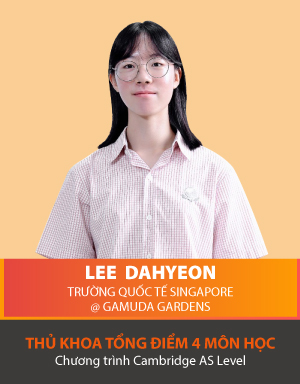 LEE DAHYEON
TRƯỜNG QUỐC TẾ SINGAPORE
@ GAMUDA GARDENS
THỦ KHOA TỔNG ĐIỂM 4 MÔN HỌC
Chương trình Cambridge AS Level